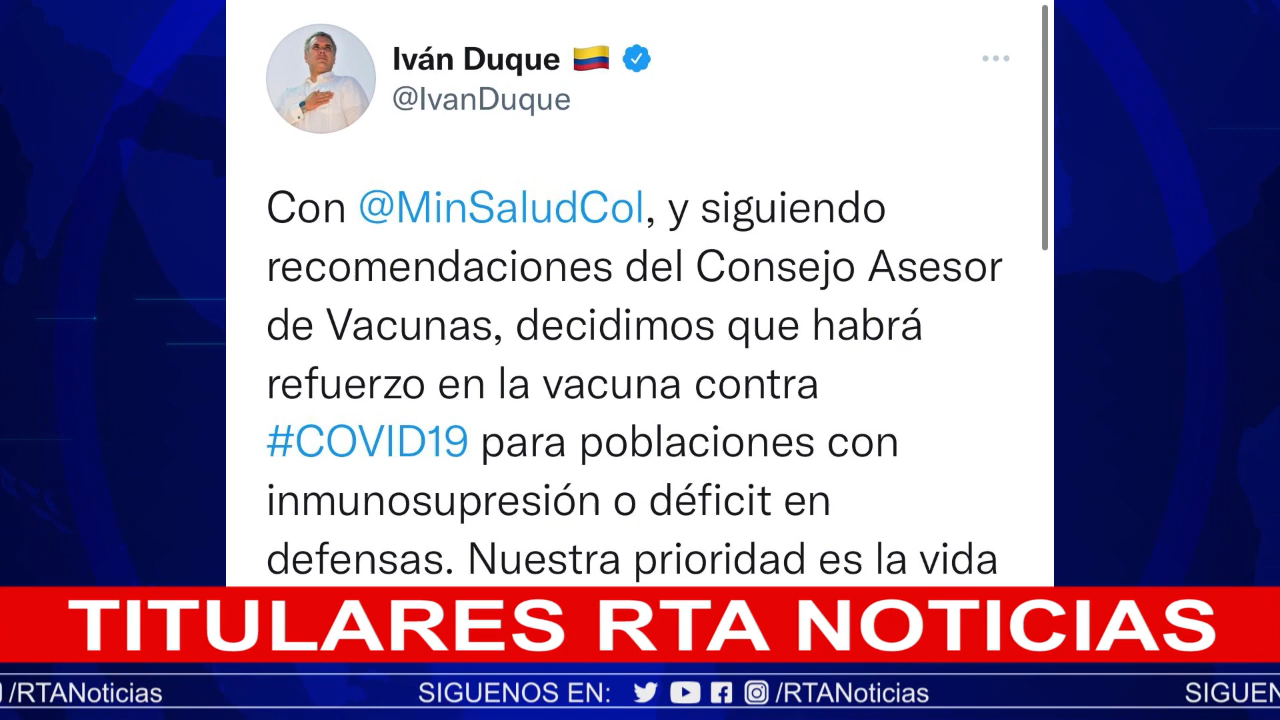 Iván Duque
@IvanDuque
Con @MinSaludCol, y siguiendo
recomendaciones del Consejo Asesor
de Vacunas, decidimos que habrá
refuerzo en la vacuna contra
#COVID19 para poblaciones con
inmunosupresión o déficit en
defensas. Nuestra prioridad es la vida
TITULARES RTA NOTICIAS
/RTANoticias SIGUENOS EN: /RTANoticias SIGUEN